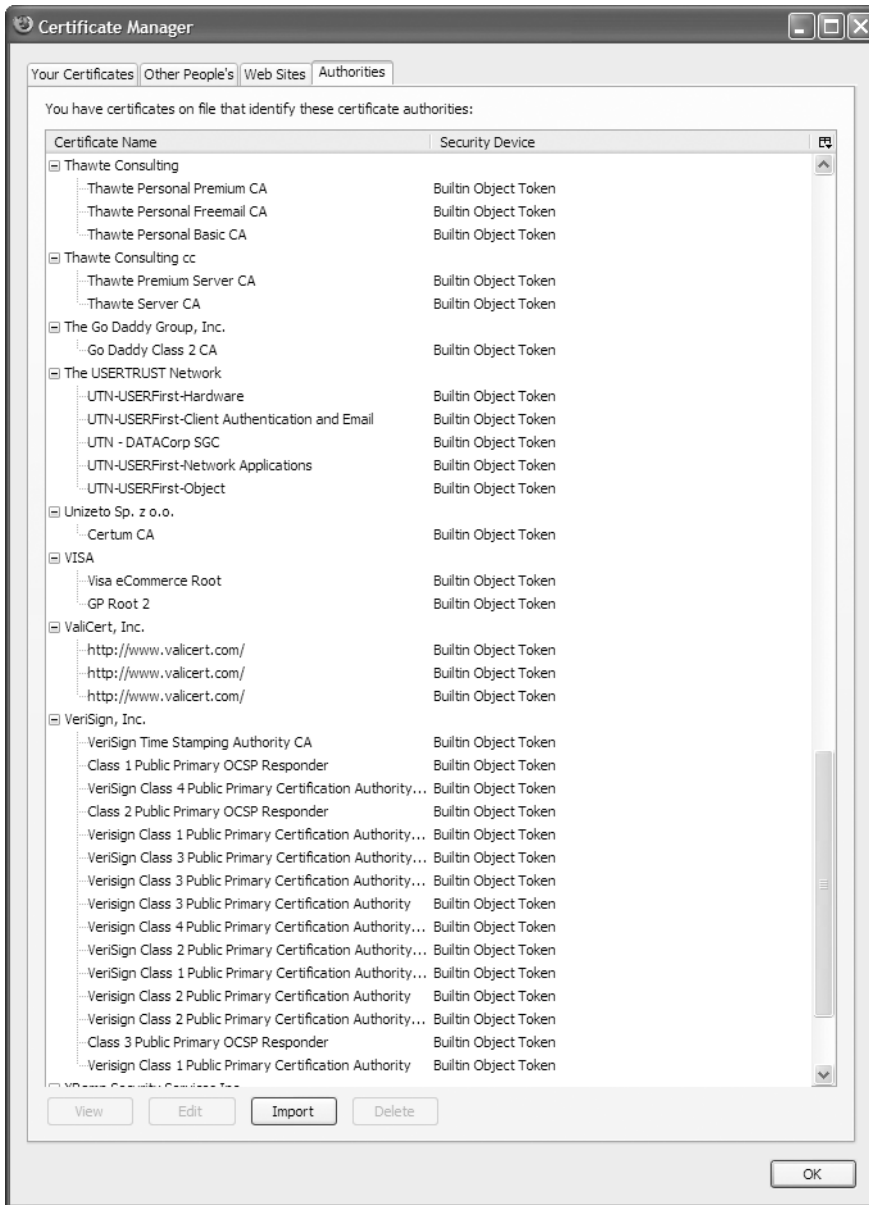 Certificate Manager
Your Certificates Other People's Web Sites Authorities
You have certificates on file that identify these certificate authorities:
Certificate Name Security Device
Thawte Consulting
Thawte Personal Premium CA Builtin Object Token
Thawte Personal Freemail CA Builtin Object Token
Thawte Personal Basic CA Builtin Object Token
Thawte Consulting cc
Thawte Premium Server CA Builtin Object Token
Thawte Server CA Builtin Object Token
The Go Daddy Group, Inc.
Go Daddy Class 2 CA Builtin Object Token
The USERTRUST Network
UTN-USERFirst-Hardware Builtin Object Token
UTN-USERFirst-Client Authentication and Email Builtin Object Token
UTN - DATACorp SGC Builtin Object Token
UTN-USERFirst-Network Applications Builtin Object Token
UTN-USERFirst-Object Builtin Object Token
Unizeto Sp. z o.o.
Certum CA Builtin Object Token
VISA
Visa eCommerce Root Builtin Object Token
GP Root 2 Builtin Object Token
ValiCert, Inc.
http://www.valicert.com/ Builtin Object Token
http://www.valicert.com/ Builtin Object Token
http://www.valicert.com/ Builtin Object Token
VeriSign, Inc.
VeriSign Time Stamping Authority CA Builtin Object Token
Class 1 Public Primary OCSP Responder Builtin Object Token
VeriSign Class 4 Public Primary Certification Authority... Builtin Object Token
Class 2 Public Primary OCSP Responder Builtin Object Token
Verisign Class 1 Public Primary Certification Authority... Builtin Object Token
VeriSign Class 3 Public Primary Certification Authority... Builtin Object Token
Verisign Class 3 Public Primary Certification Authority... Builtin Object Token
Verisign Class 3 Public Primary Certification Authority Builtin Object Token
Verisign Class 4 Public Primary Certification Authority... Builtin Object Token
VeriSign Class 2 Public Primary Certification Authority... Builtin Object Token
VeriSign Class 1 Public Primary Certification Authority... Builtin Object Token
Verisign Class 2 Public Primary Certification Authority Builtin Object Token
Verisign Class 2 Public Primary Certification Authority... Builtin Object Token
Class 3 Public Primary OCSP Responder Builtin Object Token
Verisign Class 1 Public Primary Certification Authority Builtin Object Token
View Edit Import Delete
OK